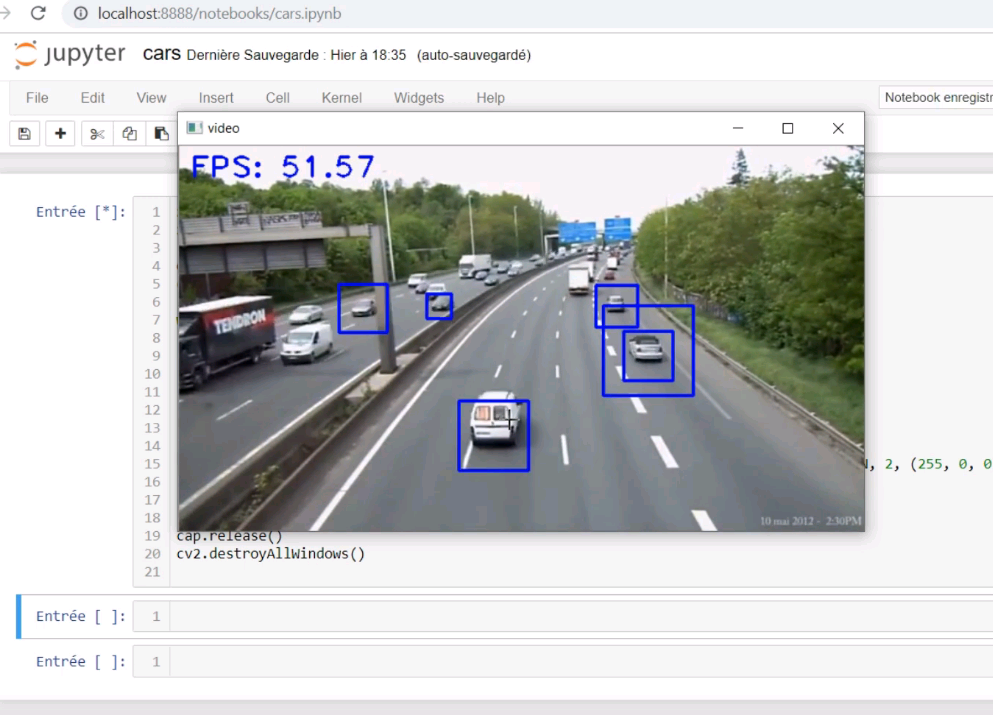 localhost:8888/notebooks/cars.ipynb
jupyter cars Dernière Sauvegarde : Hier à 18:35 (auto-sauvegardé)
File Edit View Insert Cell Kernel Widgets Help
Notebook enregistr
video
FPS: 51.57
TENDRON
10 mai 2012 - 2:30PM
Entrée [*]:
1
2
3
4
5
6
7
8
9
10
11
12
13
14
15 , 2, (255, 0, 0
16
17
18
19 cap.release()
20 cv2.destroyAllWindows()
21
Entrée [ ]: 1
Entrée [ ]: 1